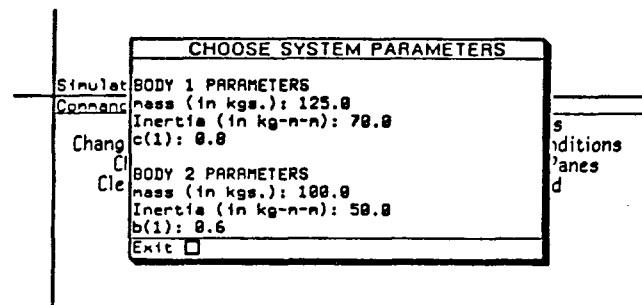 CHOOSE SYSTEM PARAMETERS
Simulat
BODY 1 PARAMETERS
Commanc
mass (in kgs.): 125.0
Inertia (in kg-m-m): 70.0
s
Chang
c(1): 0.8
nditions
Cl
Panes
BODY 2 PARAMETERS
Cle
mass (in kgs.): 100.0
d
Inertia (in kg-m-m): 50.0
b(1): 0.6
Exit